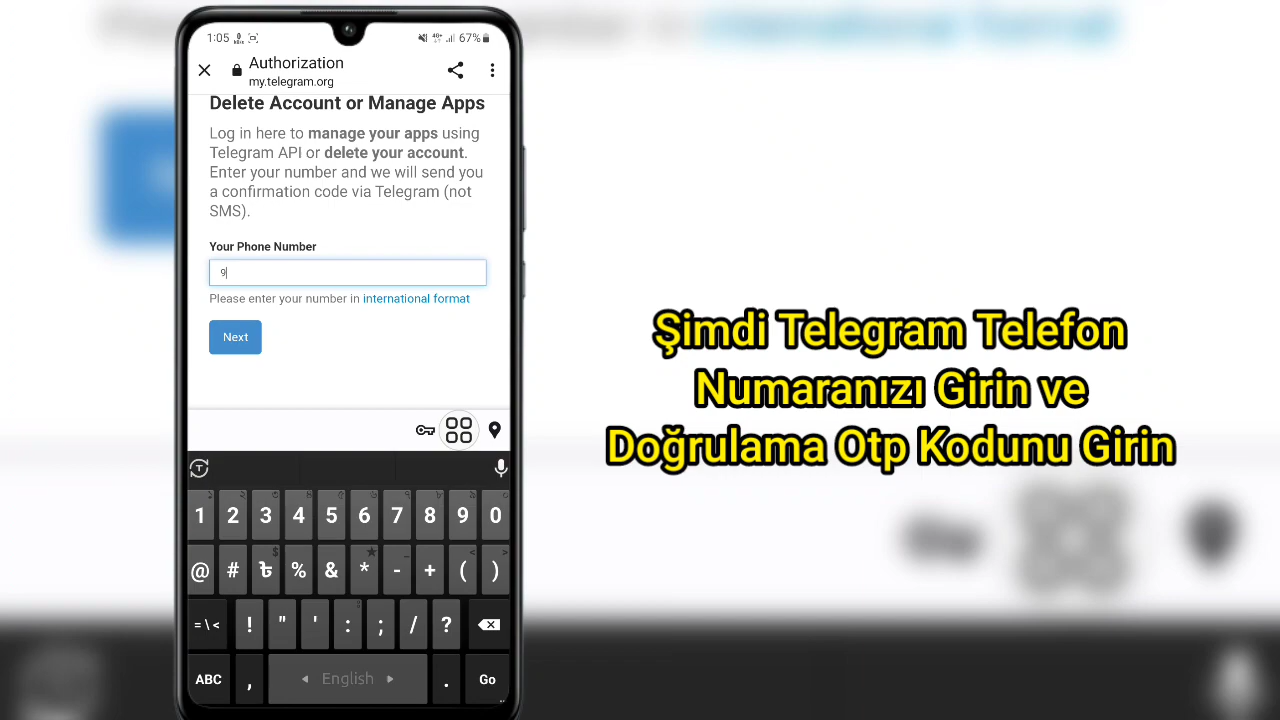 1:05
67%
Authorization
my.telegram.org
Delete Account or Manage Apps
Log in here to manage your apps using
Telegram API or delete your account.
Enter your number and we will send you
a confirmation code via Telegram (not
SMS).
Your Phone Number
9
Please enter your number in international format
Next
Şimdi Telegram Telefon
Numaranızı Girin ve
Doğrulama Otp Kodunu Girin
1 2 3 4 5 6 7 8 9 0
@ # ৳ % & * - + ( )
=\< ! " ' : ; / ?
ABC , English . Go